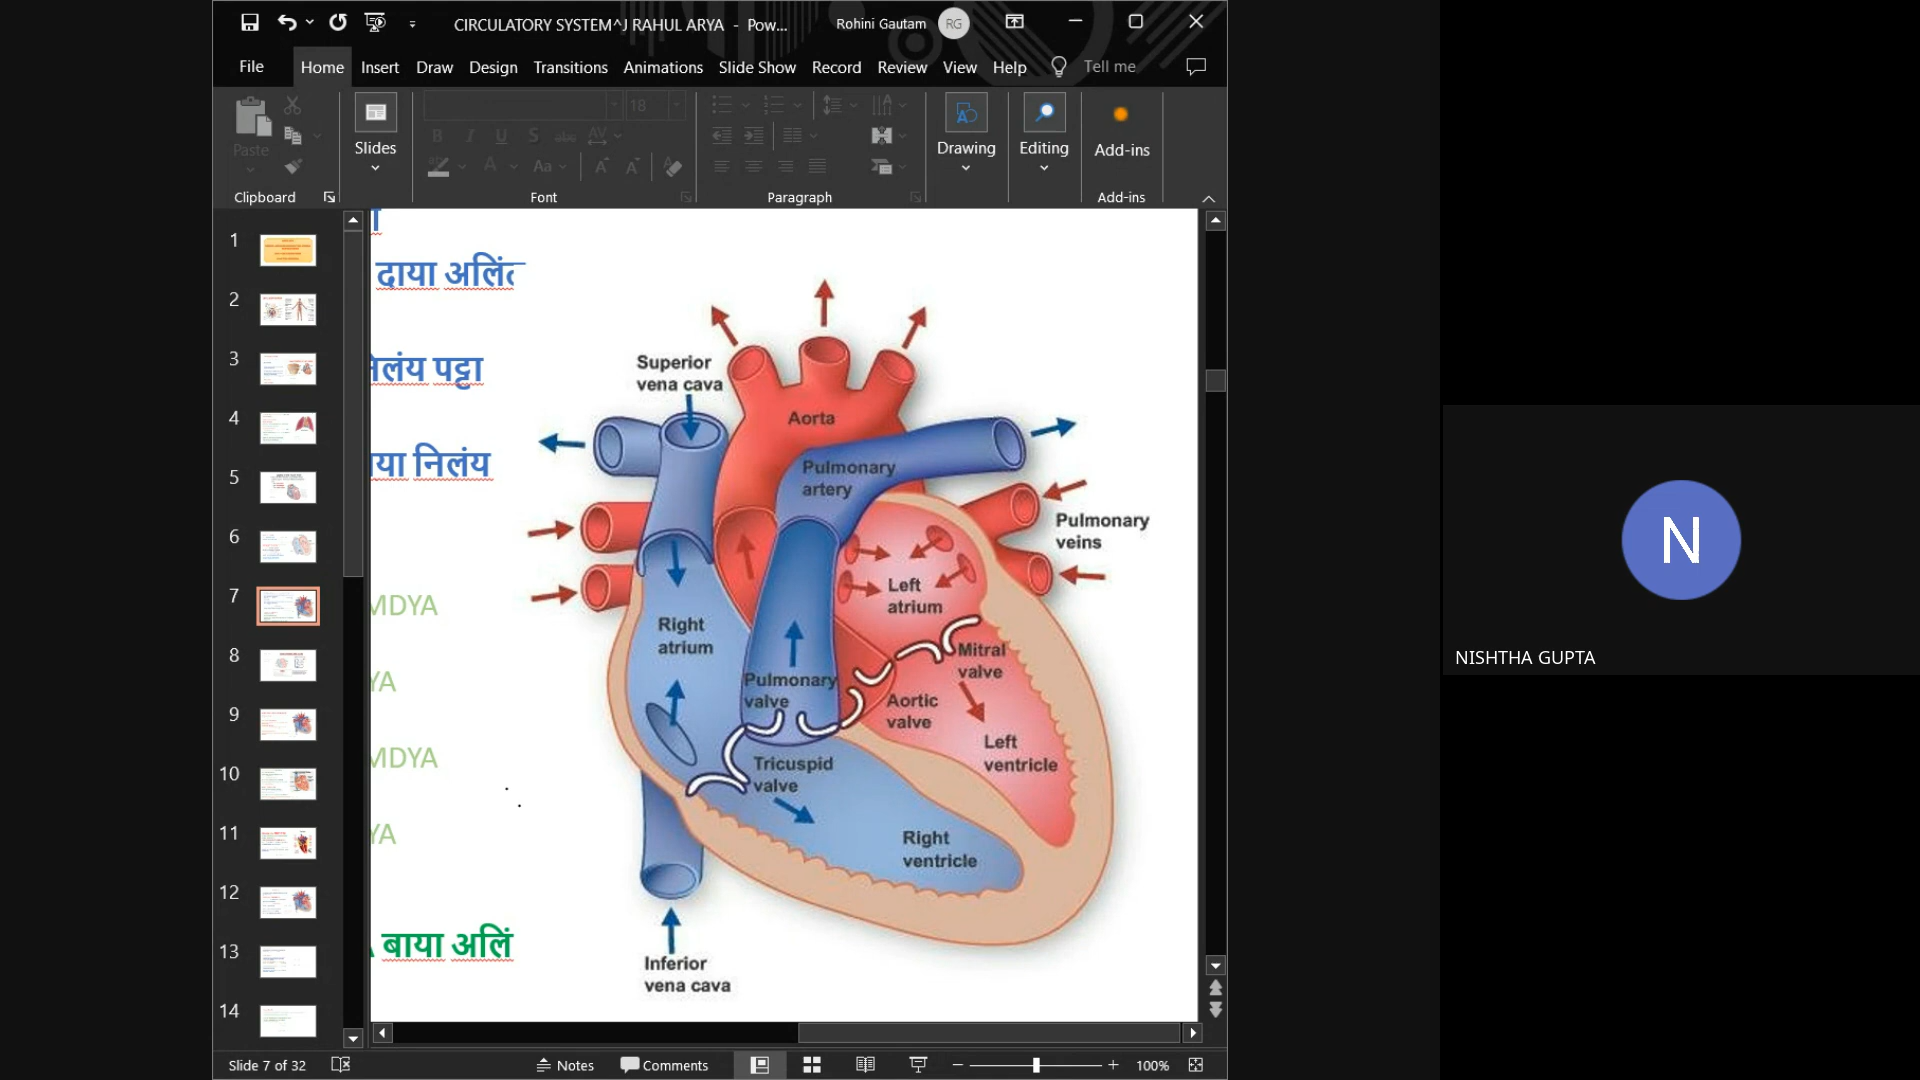 CIRCULATORY SYSTEM^J RAHUL ARYA - Pow...
Rohini Gautam
RG
File
Home
Insert
Draw
Design
Transitions
Animations
Slide Show
Record
Review
View
Help
Tell me
Paste
18
Slides
Drawing
Editing
Add-ins
Clipboard
Font
Paragraph
Add-ins
1
2
3
4
5
6
7
8
9
10
11
12
13
14
दाया
पट्टा
निलंय
MDYA
YA
MDYA
YA
बाया
Superior
vena cava
Aorta
Pulmonary
artery
Pulmonary
veins
Left
atrium
Right
atrium
Mitral
valve
Pulmonary
valve
Aortic
valve
Left
ventricle
Tricuspid
valve
Right
ventricle
Inferior
vena cava
N
NISHTHA GUPTA
Slide 7 of 32
Notes
Comments
100%